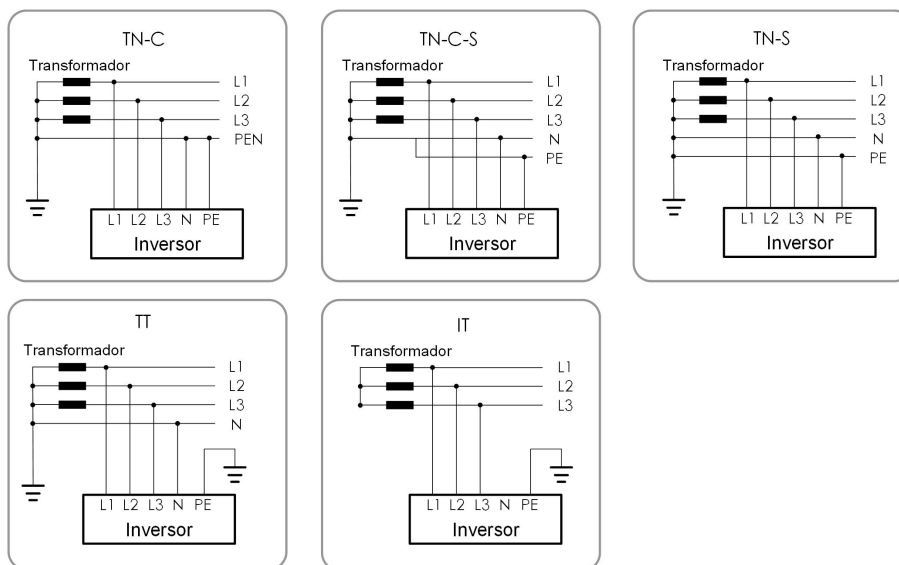 TN-C
Transformador
L1
L2
L3
PEN
L1 L2 L3 N PE
Inversor
TN-C-S
Transformador
L1
L2
L3
N
PE
L1 L2 L3 N PE
Inversor
TN-S
Transformador
L1
L2
L3
N
PE
L1 L2 L3 N PE
Inversor
TT
Transformador
L1
L2
L3
N
L1 L2 L3 N PE
Inversor
IT
Transformador
L1
L2
L3
L1 L2 L3 N PE
Inversor